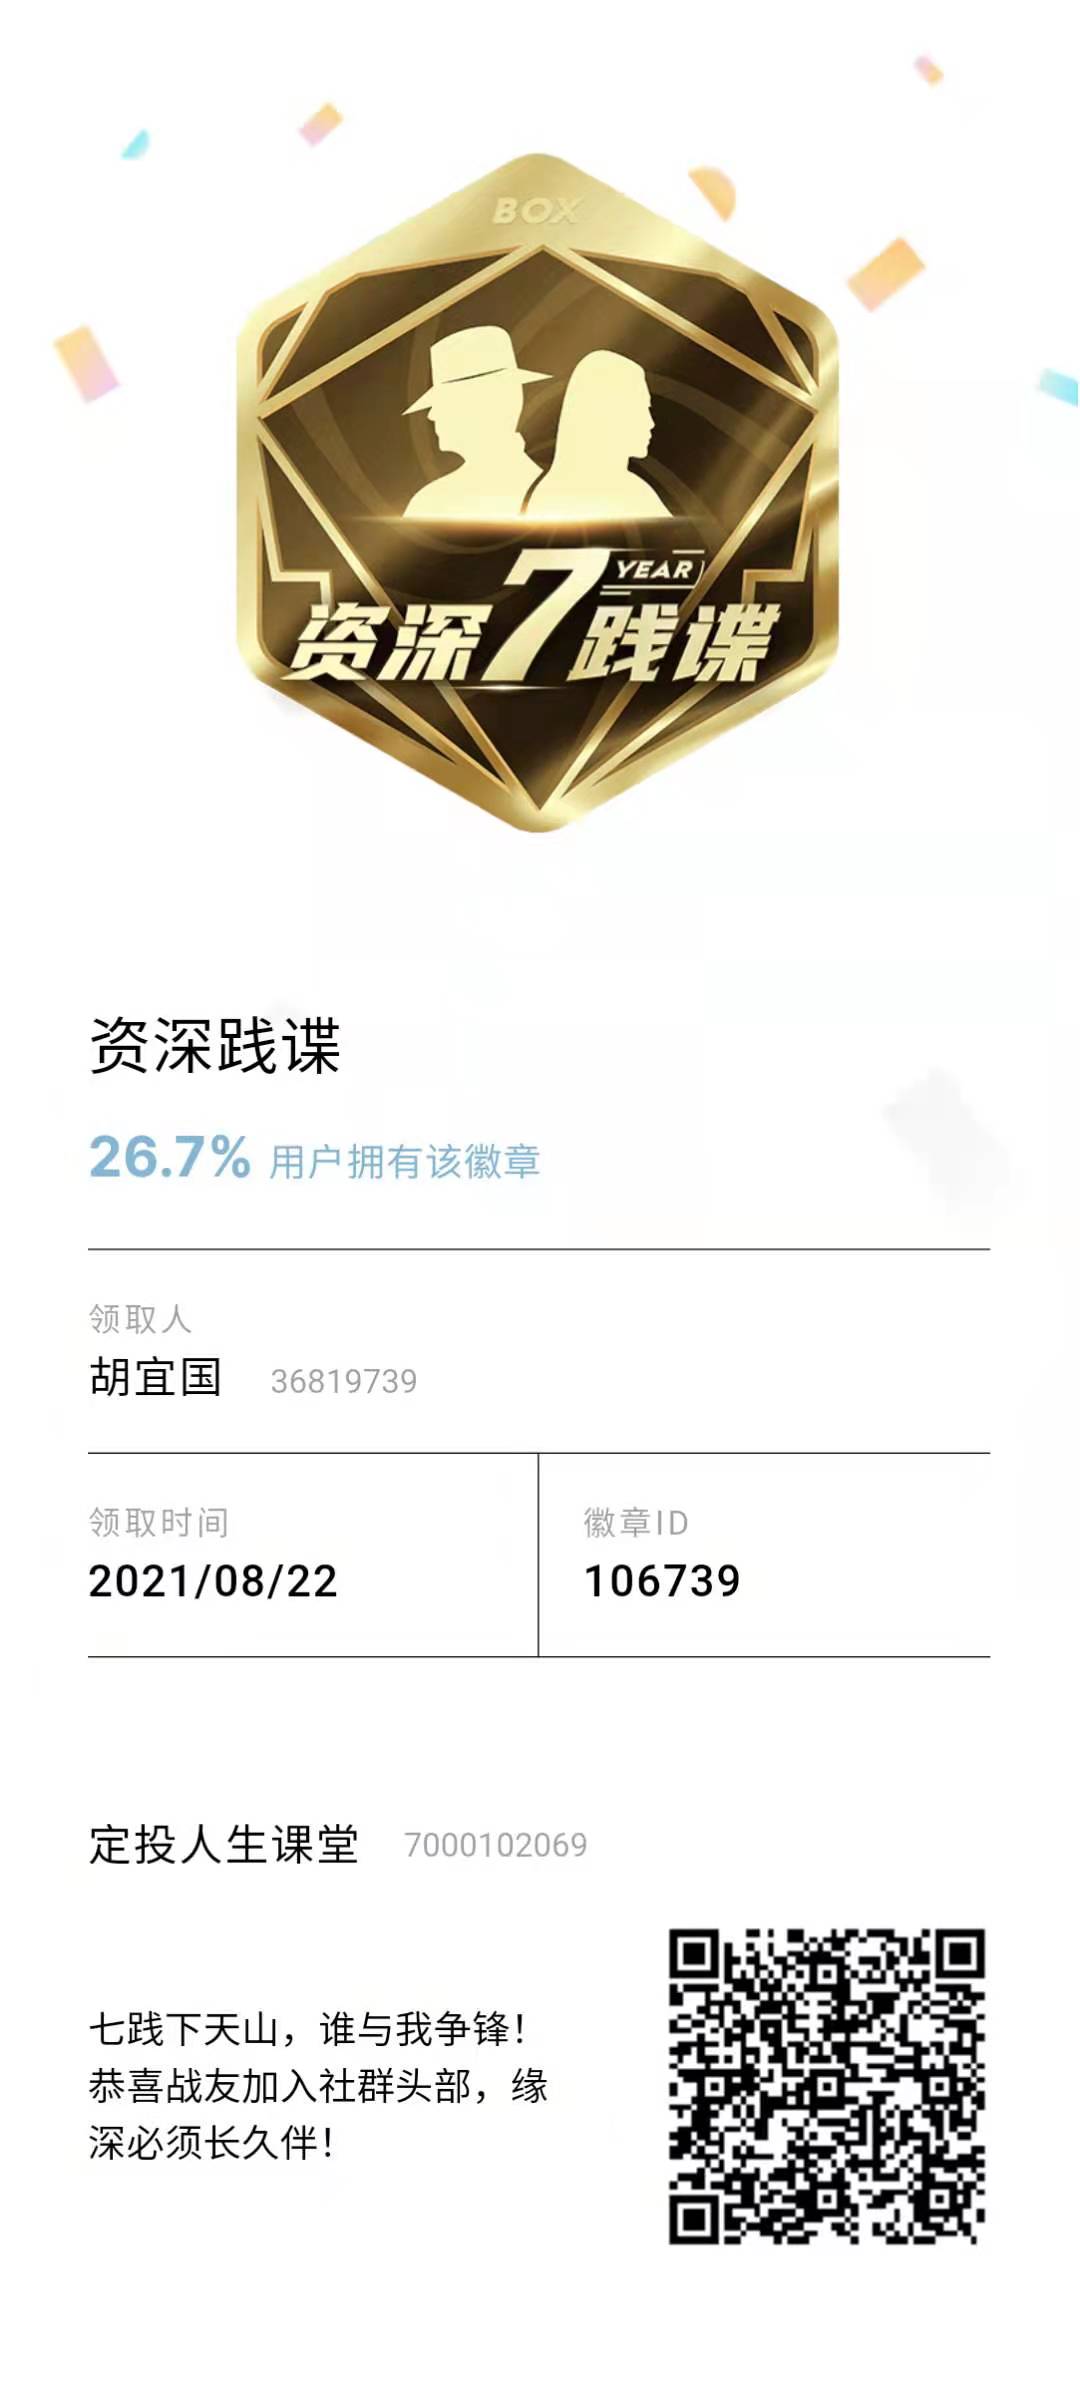 BOX
资深7践谍
YEAR
资深践谍
26.7% 用户拥有该徽章
领取人
胡宜国 36819739
领取时间
2021/08/22
徽章ID
106739
定投人生课堂 7000102069
七践下天山，谁与我争锋！
恭喜战友加入社群头部，缘
深必须长久伴！